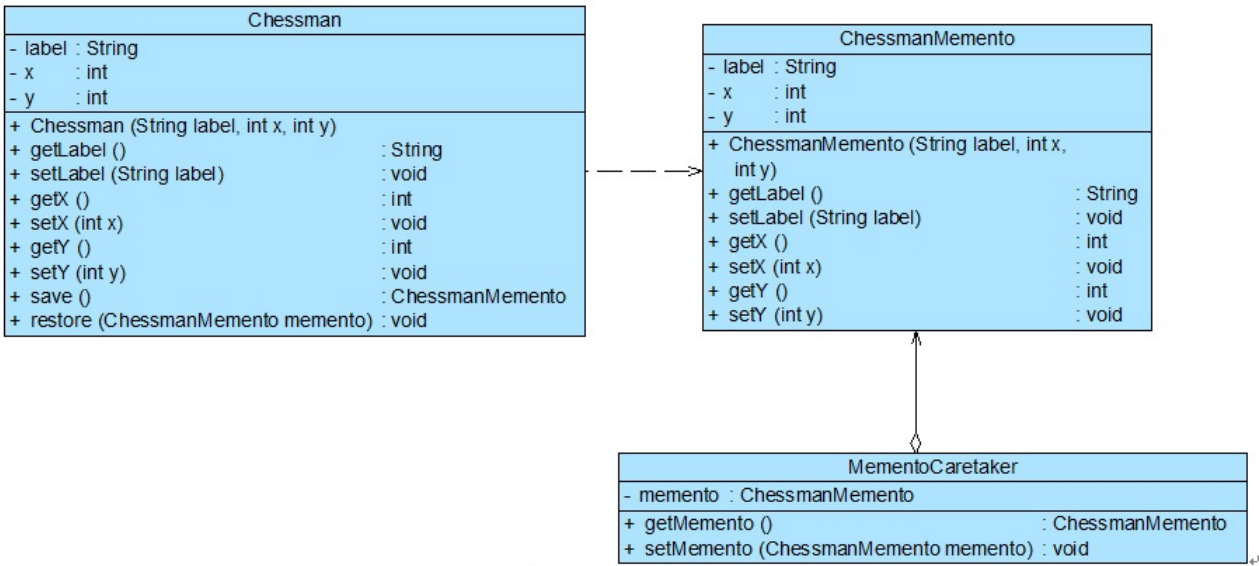 Chessman
- label : String
- x : int
- y : int
+ Chessman (String label, int x, int y)
+ getLabel () : String
+ setLabel (String label) : void
+ getX () : int
+ setX (int x) : void
+ getY () : int
+ setY (int y) : void
+ save () : ChessmanMemento
+ restore (ChessmanMemento memento) : void
ChessmanMemento
- label : String
- x : int
- y : int
+ ChessmanMemento (String label, int x,
int y)
+ getLabel () : String
+ setLabel (String label) : void
+ getX () : int
+ setX (int x) : void
+ getY () : int
+ setY (int y) : void
MementoCaretaker
- memento : ChessmanMemento
+ getMemento () : ChessmanMemento
+ setMemento (ChessmanMemento memento) : void